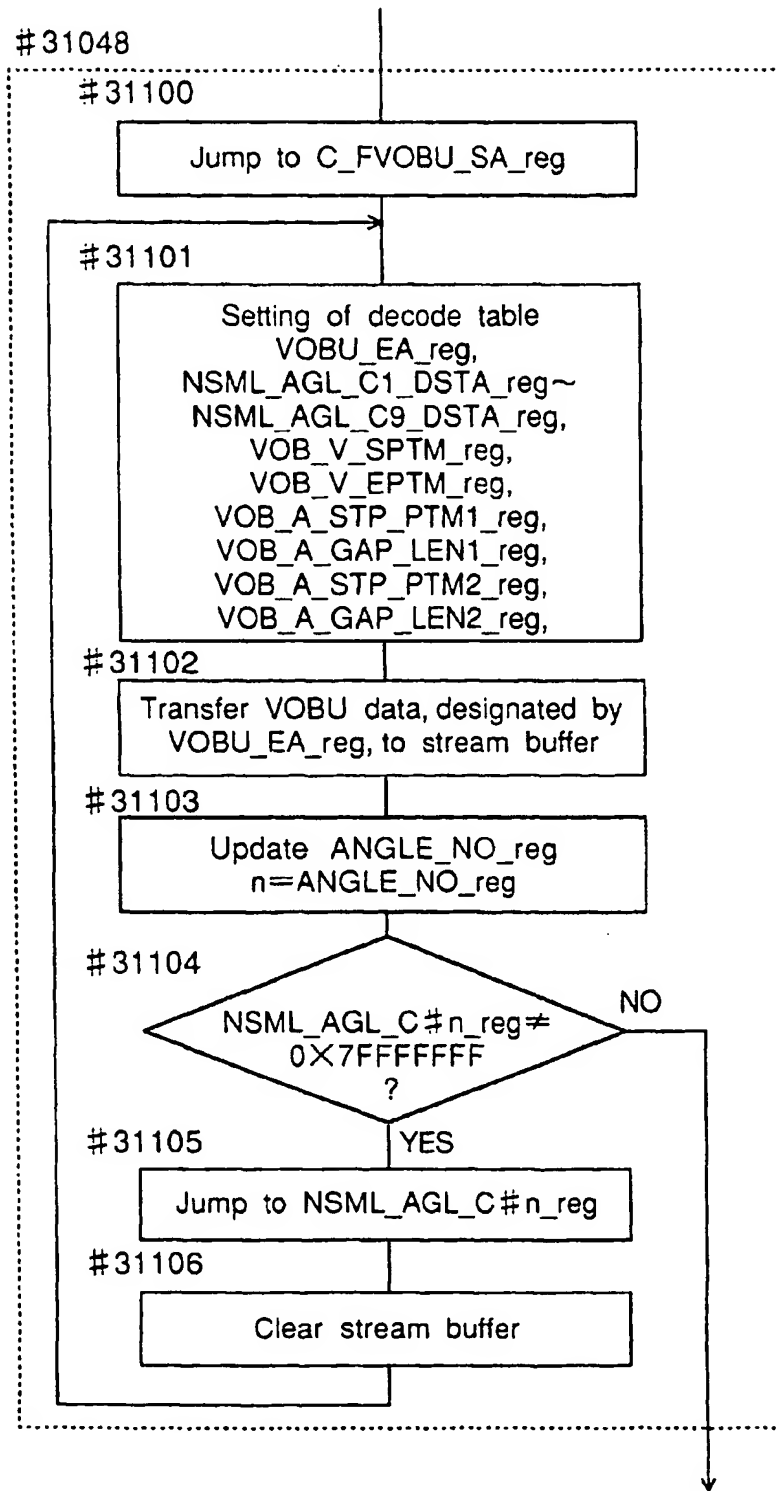 #31048
#31100
Jump to C_FVOBU_SA_reg
#31101
Setting of decode table
VOBU_EA_reg,
NSML_AGL_C1_DSTA_reg~
NSML_AGL_C9_DSTA_reg,
VOB_V_SPTM_reg,
VOB_V_EPTM_reg,
VOB_A_STP_PTM1_reg,
VOB_A_GAP_LEN1_reg,
VOB_A_STP_PTM2_reg,
VOB_A_GAP_LEN2_reg,
#31102
Transfer VOBU data, designated by
VOBU_EA_reg, to stream buffer
#31103
Update ANGLE_NO_reg
n=ANGLE_NO_reg
#31104
NO
NSML_AGL_C#n_reg≠
0X7FFFFFFF
?
#31105
YES
Jump to NSML_AGL_C#n_reg
#31106
Clear stream buffer